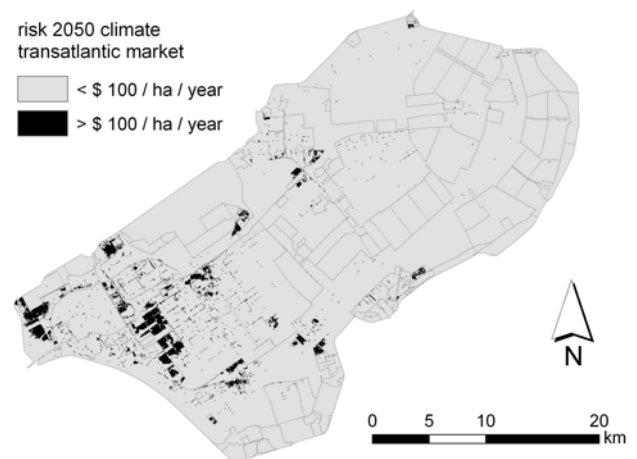 risk 2050 climate
transatlantic market
< $ 100 / ha / year
> $ 100 / ha / year
N
0 5 10 20
km